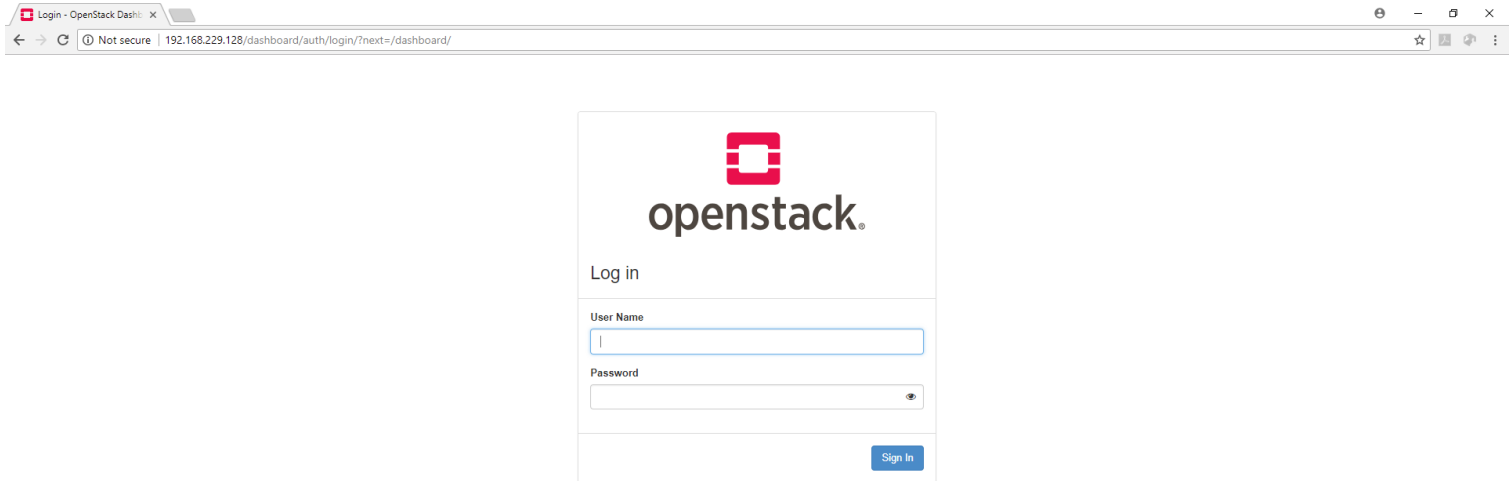 Login - OpenStack Dashb
Not secure | 192.168.229.128/dashboard/auth/login/?next=/dashboard/
openstack.®
Log in
User Name
Password
Sign In